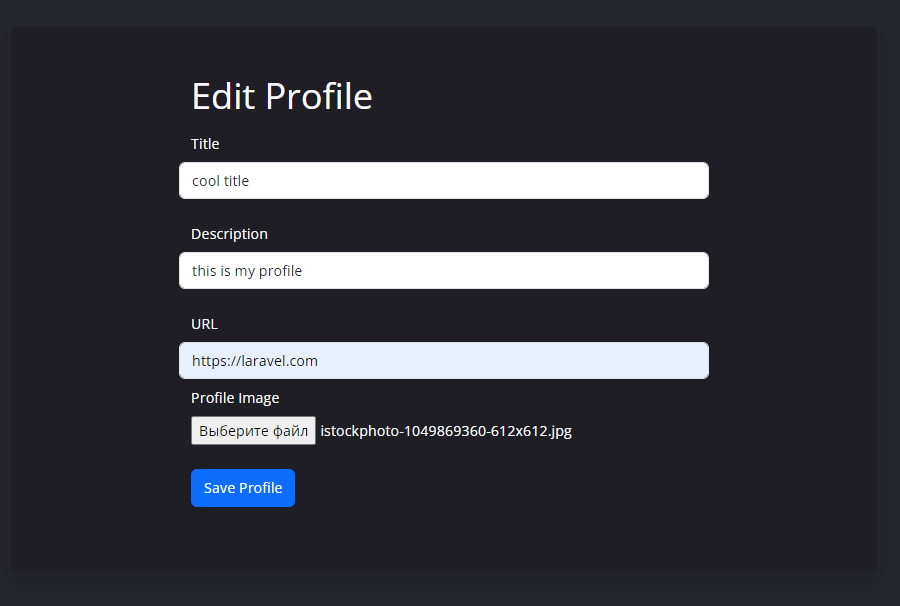 Edit Profile
Title
cool title
Description
this is my profile
URL
https://laravel.com
Profile Image
Выберите файл istockphoto-1049869360-612x612.jpg
Save Profile